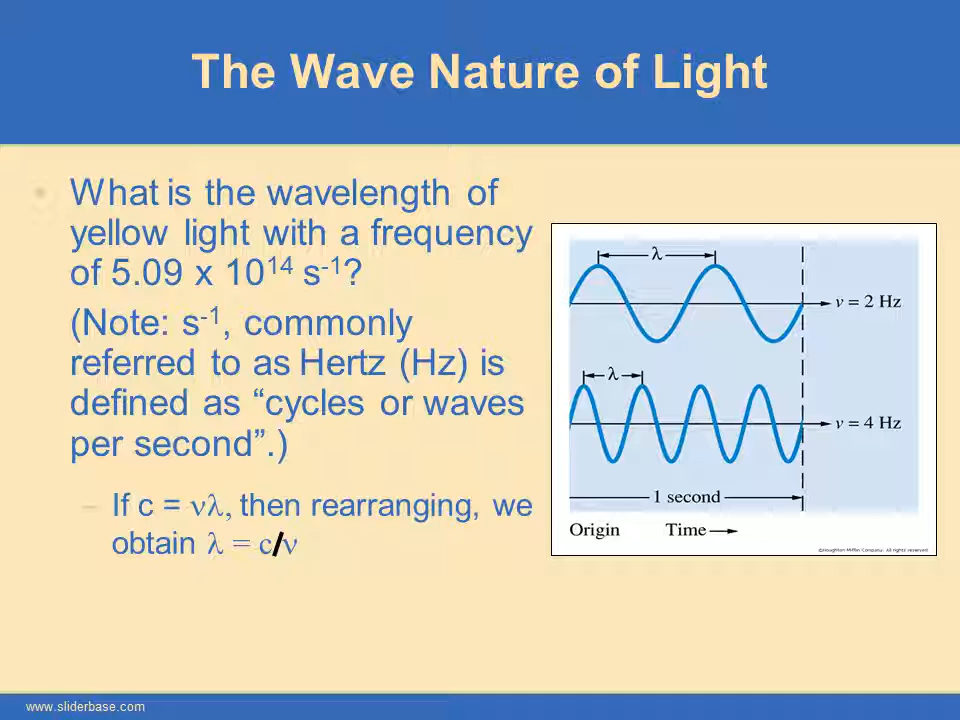 The Wave Nature of Light
• What is the wavelength of
yellow light with a frequency
of 5.09 x 10¹⁴ s⁻¹?
(Note: s⁻¹, commonly
referred to as Hertz (Hz) is
defined as “cycles or waves
per second”.)
– If c = νλ, then rearranging, we
obtain λ = c/ν
λ
ν = 2 Hz
λ
ν = 4 Hz
1 second
Origin Time
©Houghton Mifflin Company. All rights reserved
www.sliderbase.com